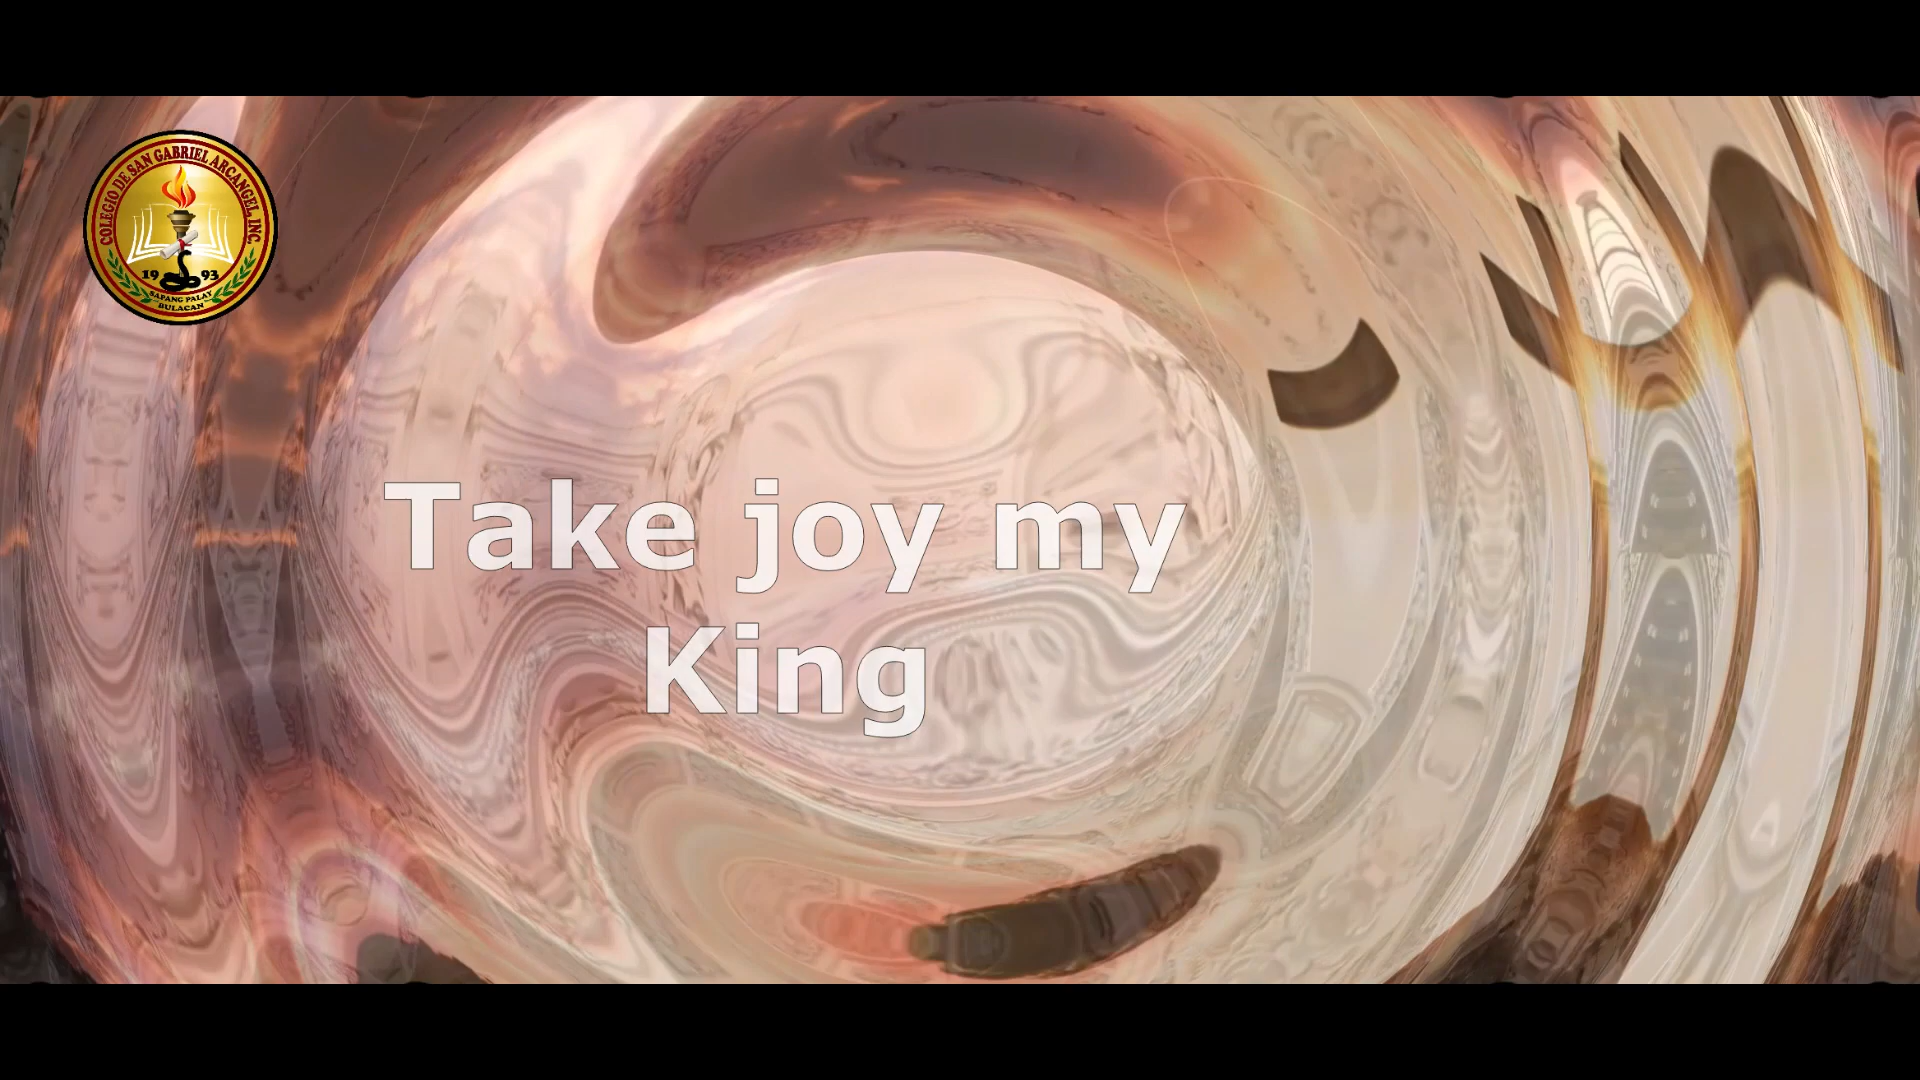 COLEGIO DE SAN GABRIEL ARCANGEL, INC.
19 93
SAPANG PALAY
BULACAN
Take joy my
King